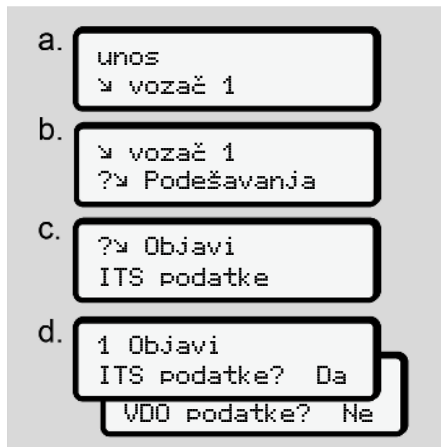 a.
unos
↘ vozač 1
b.
↘ vozač 1
?↘ Podešavanja
c.
?↘ Objavi
ITS podatke
d.
1 Objavi
ITS podatke? Da
VDO podatke? Ne